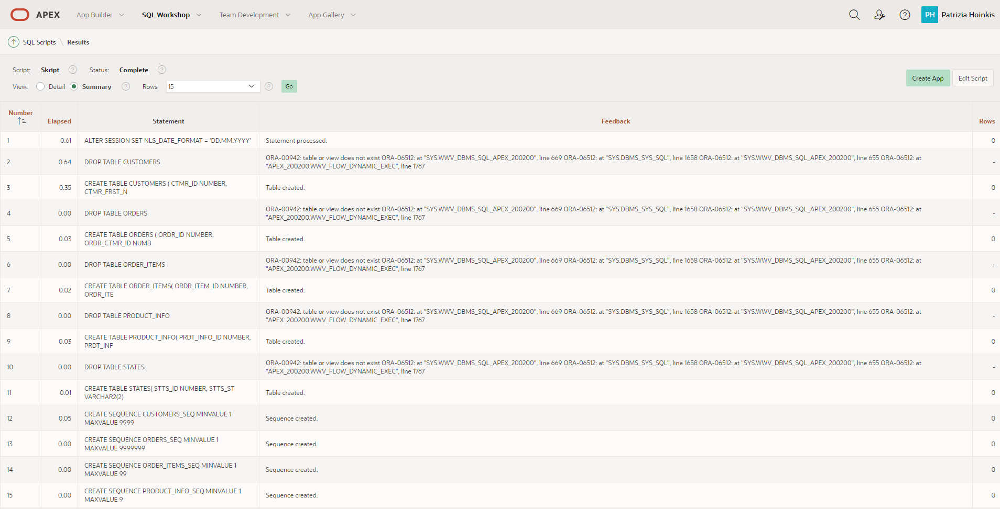 APEX App Builder SQL Workshop Team Development App Gallery PH Patrizia Hoinkis
SQL Scripts \ Results
Script: Skript ? Status: Complete ?
View: Detail Summary ? Rows 15 ? Go
Create App Edit Script
Number Elapsed Statement Feedback Rows
1 0.61 ALTER SESSION SET NLS_DATE_FORMAT = 'DD.MM.YYYY' Statement processed. 0
2 0.64 DROP TABLE CUSTOMERS ORA-00942: table or view does not exist ORA-06512: at "SYS.WWV_DBMS_SQL_APEX_200200", line 669 ORA-06512: at "SYS.DBMS_SYS_SQL", line 1658 ORA-06512: at "SYS.WWV_DBMS_SQL_APEX_200200", line 655 ORA-06512: at
"APEX_200200.WWV_FLOW_DYNAMIC_EXEC", line 1767 -
3 0.35 CREATE TABLE CUSTOMERS ( CTMR_ID NUMBER,
CTMR_FRST_N Table created. 0
4 0.00 DROP TABLE ORDERS ORA-00942: table or view does not exist ORA-06512: at "SYS.WWV_DBMS_SQL_APEX_200200", line 669 ORA-06512: at "SYS.DBMS_SYS_SQL", line 1658 ORA-06512: at "SYS.WWV_DBMS_SQL_APEX_200200", line 655 ORA-06512: at
"APEX_200200.WWV_FLOW_DYNAMIC_EXEC", line 1767 -
5 0.03 CREATE TABLE ORDERS ( ORDR_ID NUMBER,
ORDR_CTMR_ID NUMB Table created. 0
6 0.00 DROP TABLE ORDER_ITEMS ORA-00942: table or view does not exist ORA-06512: at "SYS.WWV_DBMS_SQL_APEX_200200", line 669 ORA-06512: at "SYS.DBMS_SYS_SQL", line 1658 ORA-06512: at "SYS.WWV_DBMS_SQL_APEX_200200", line 655 ORA-06512: at
"APEX_200200.WWV_FLOW_DYNAMIC_EXEC", line 1767 -
7 0.02 CREATE TABLE ORDER_ITEMS( ORDR_ITEM_ID NUMBER,
ORDR_ITE Table created. 0
8 0.00 DROP TABLE PRODUCT_INFO ORA-00942: table or view does not exist ORA-06512: at "SYS.WWV_DBMS_SQL_APEX_200200", line 669 ORA-06512: at "SYS.DBMS_SYS_SQL", line 1658 ORA-06512: at "SYS.WWV_DBMS_SQL_APEX_200200", line 655 ORA-06512: at
"APEX_200200.WWV_FLOW_DYNAMIC_EXEC", line 1767 -
9 0.03 CREATE TABLE PRODUCT_INFO( PRDT_INFO_ID NUMBER,
PRDT_INF Table created. 0
10 0.00 DROP TABLE STATES ORA-00942: table or view does not exist ORA-06512: at "SYS.WWV_DBMS_SQL_APEX_200200", line 669 ORA-06512: at "SYS.DBMS_SYS_SQL", line 1658 ORA-06512: at "SYS.WWV_DBMS_SQL_APEX_200200", line 655 ORA-06512: at
"APEX_200200.WWV_FLOW_DYNAMIC_EXEC", line 1767 -
11 0.01 CREATE TABLE STATES( STTS_ID NUMBER, STTS_ST
VARCHAR2(2) Table created. 0
12 0.05 CREATE SEQUENCE CUSTOMERS_SEQ MINVALUE 1
MAXVALUE 9999 Sequence created. 0
13 0.00 CREATE SEQUENCE ORDERS_SEQ MINVALUE 1
MAXVALUE 9999999 Sequence created. 0
14 0.00 CREATE SEQUENCE ORDER_ITEMS_SEQ MINVALUE 1
MAXVALUE 99 Sequence created. 0
15 0.00 CREATE SEQUENCE PRODUCT_INFO_SEQ MINVALUE 1
MAXVALUE 9 Sequence created. 0